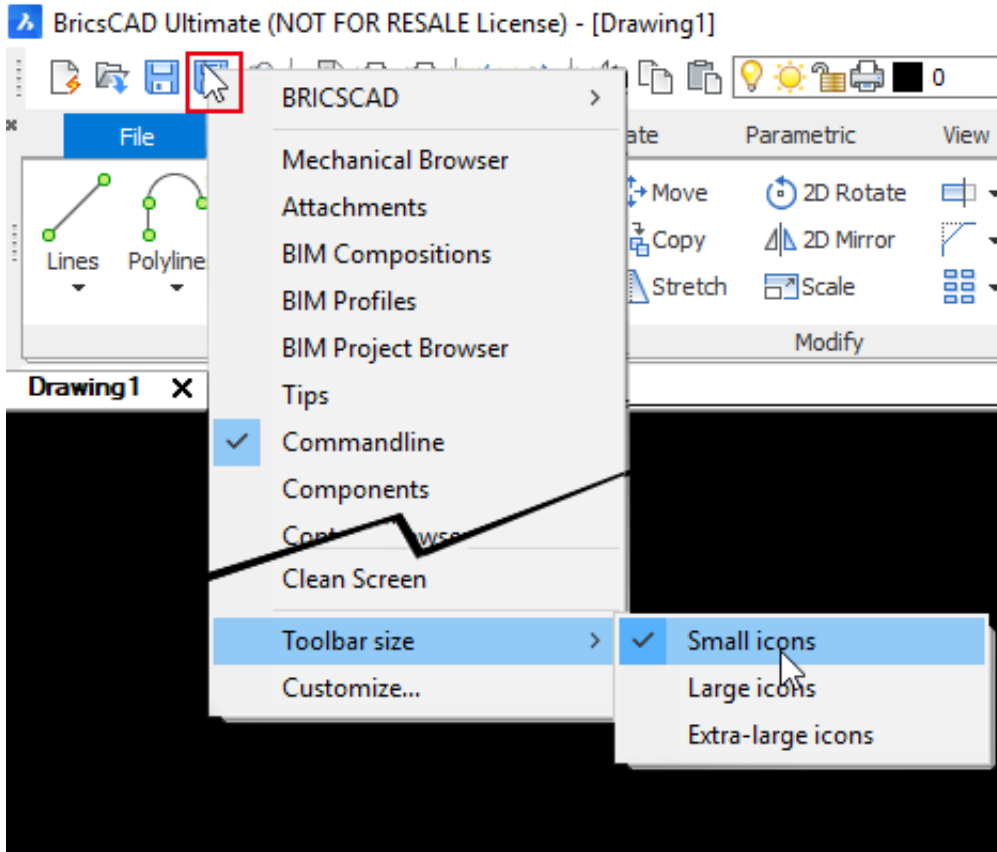 BricsCAD Ultimate (NOT FOR RESALE License) - [Drawing1]
0
BRICSCAD
File
ate
Parametric
View
Mechanical Browser
Attachments
BIM Compositions
BIM Profiles
BIM Project Browser
Tips
Commandline
Components
Clean Screen
Toolbar size
Customize...
Lines
Polyline
Move
2D Rotate
Copy
2D Mirror
Stretch
Scale
Modify
Drawing1
Small icons
Large icons
Extra-large icons